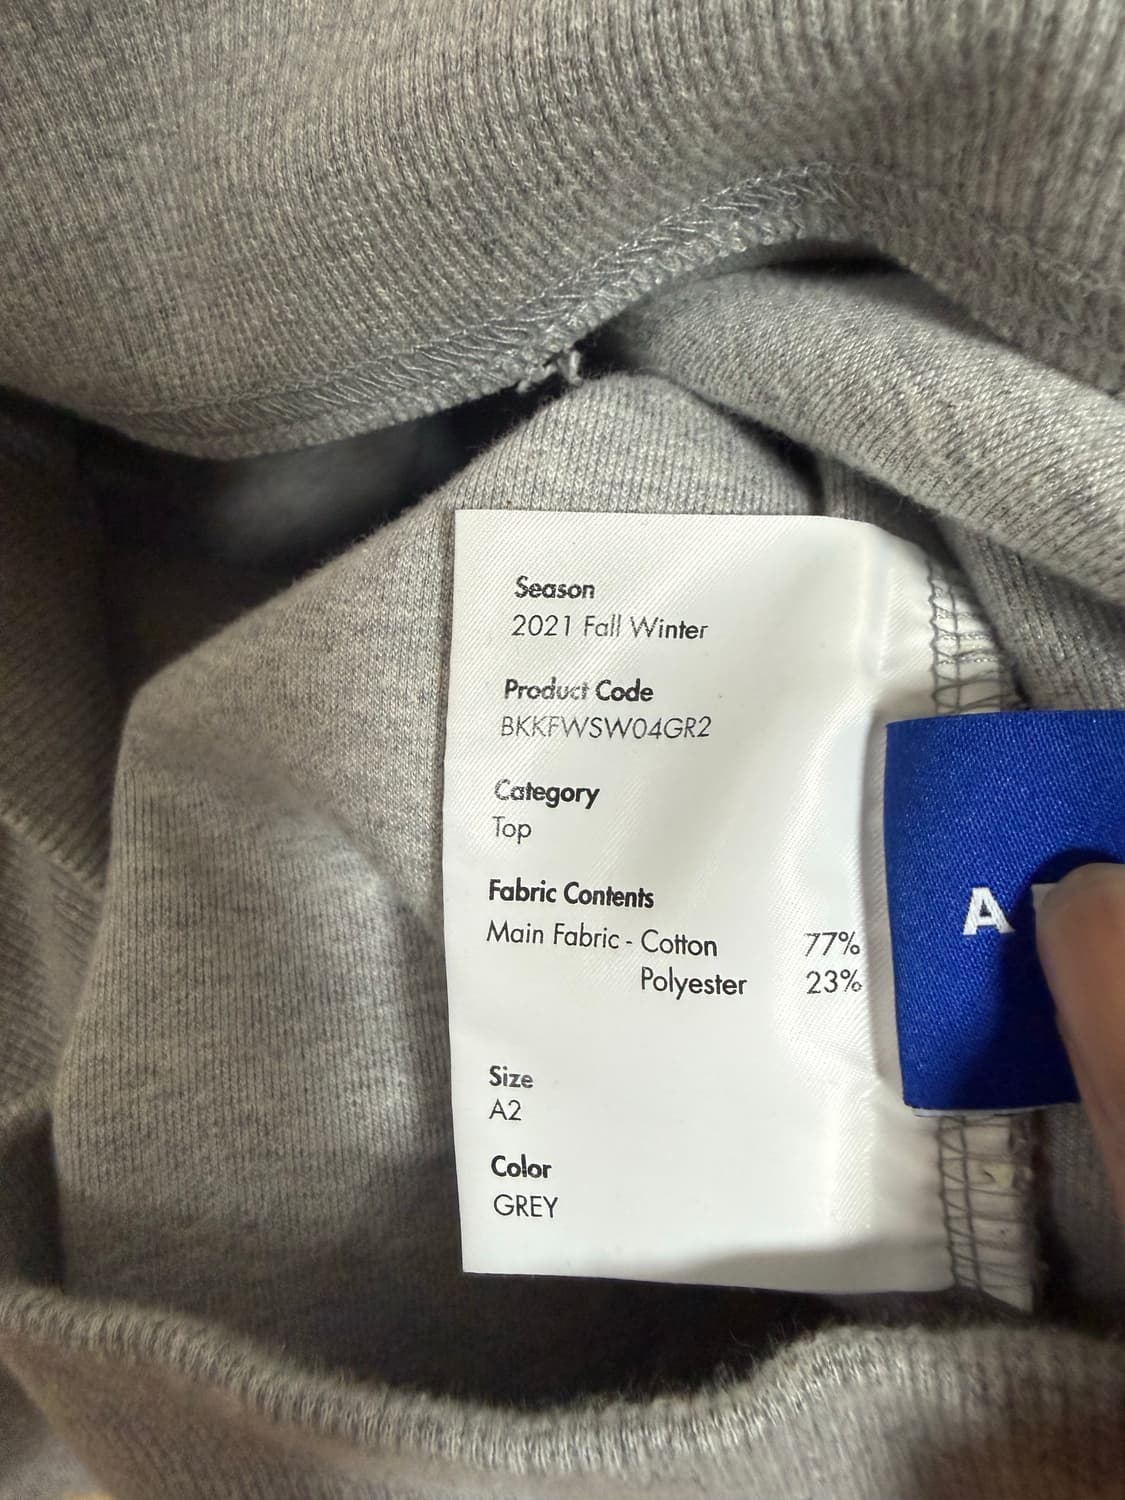 Season
2021 Fall Winter
Product Code
BKKFWSW04GR2
Category
Top
Fabric Contents
Main Fabric - Cotton 77%
Polyester 23%
Size
A2
Color
GREY
A